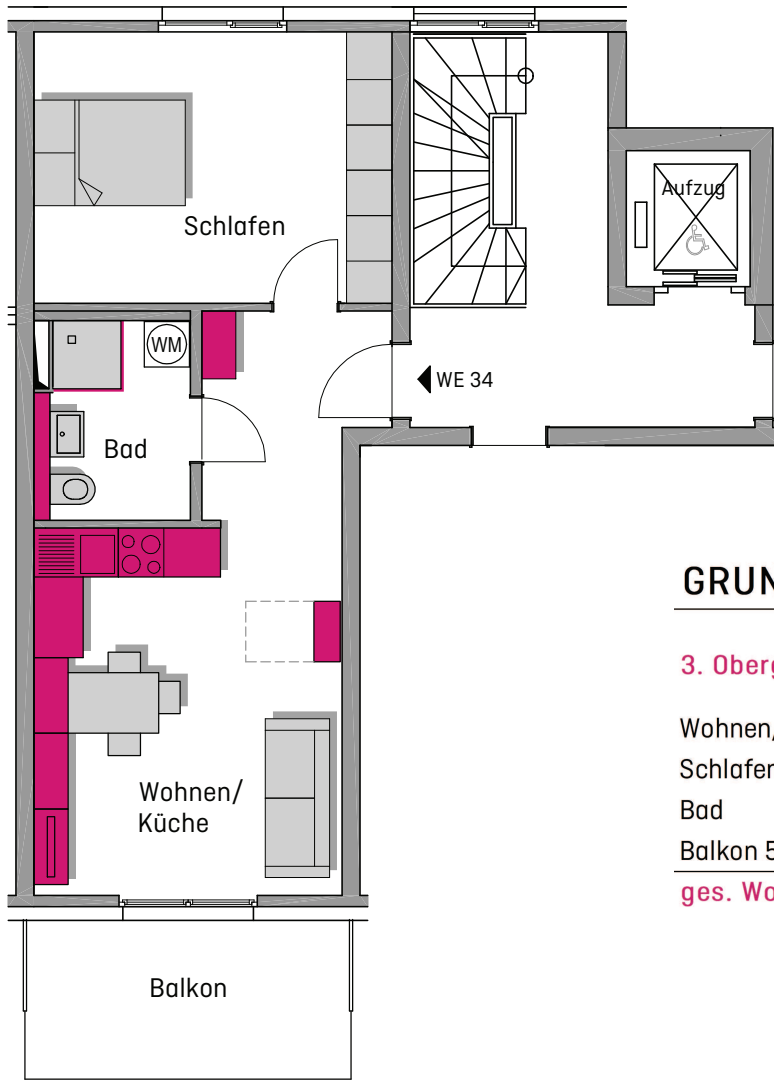 Aufzug
Schlafen
WM
WE 34
Bad
Wohnen/
Küche
Balkon
GRUN
3. Oberg
Wohnen/
Schlafen
Bad
Balkon 5
ges. Wo